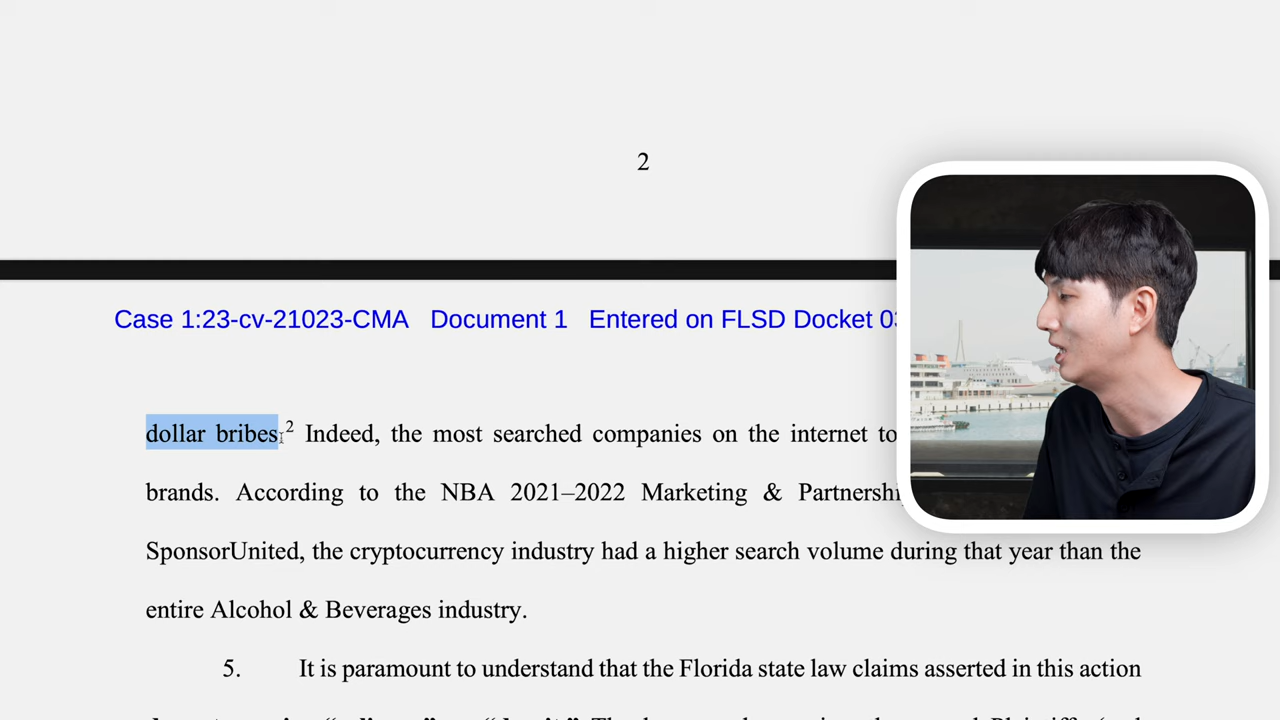 2
Case 1:23-cv-21023-CMA Document 1 Entered on FLSD Docket
dollar bribes.2 Indeed, the most searched companies on the internet to
brands. According to the NBA 2021–2022 Marketing &
SponsorUnited, the cryptocurrency industry had a higher search volume during that year than the
entire Alcohol & Beverages industry.
5. It is paramount to understand that the Florida state law claims asserted in this action